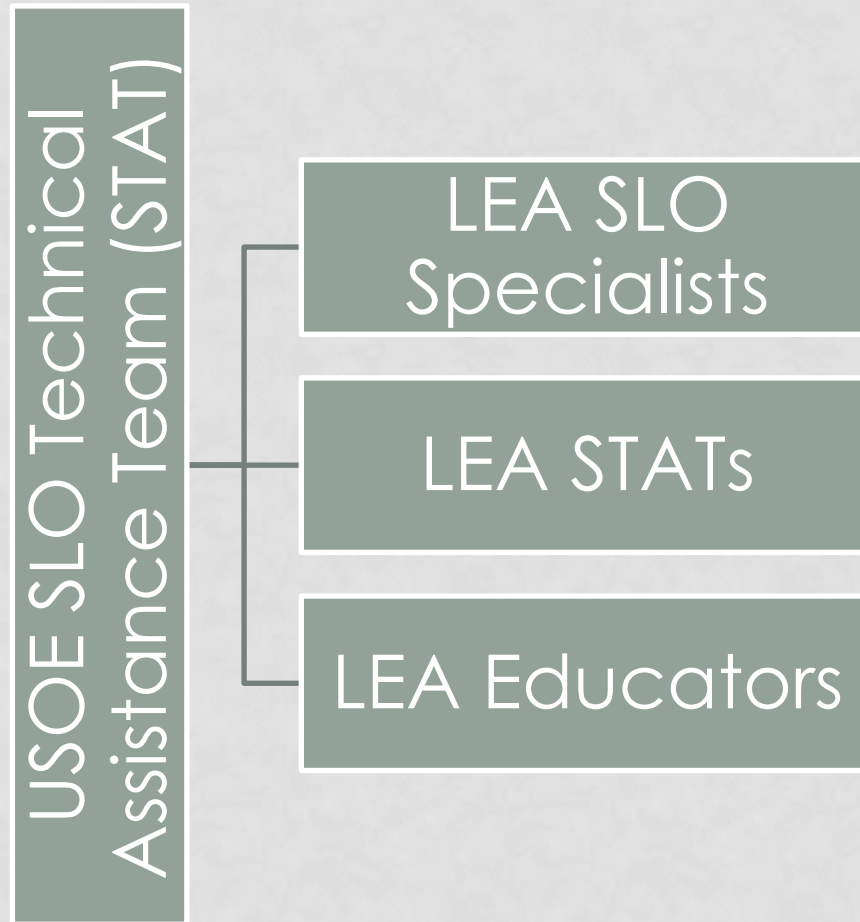 USOE SLO Technical
Assistance Team (STAT)
LEA SLO
Specialists
LEA STATs
LEA Educators